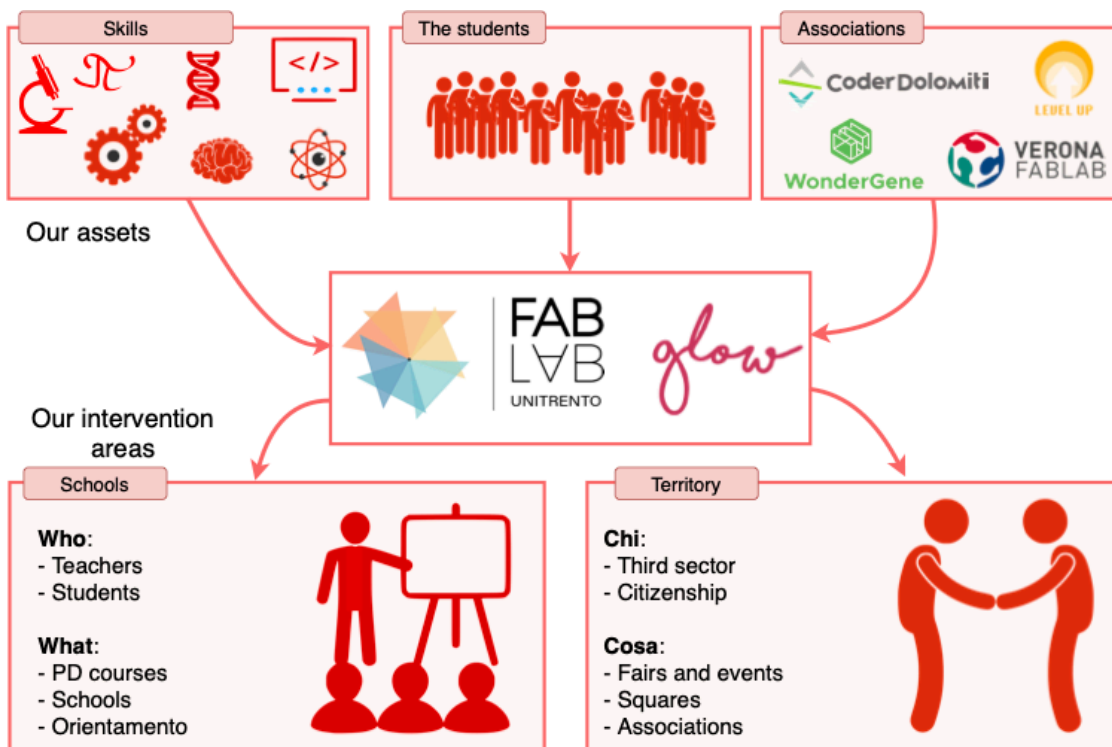 Skills
The students
Associations
</>
CoderDolomiti
LEVEL UP
WonderGene
VERONA
FABLAB
Our assets
FAB
LAB
UNITRENTO
glow
Our intervention
areas
Schools
Who:
- Teachers
- Students
What:
- PD courses
- Schools
- Orientamento
Territory
Chi:
- Third sector
- Citizenship
Cosa:
- Fairs and events
- Squares
- Associations